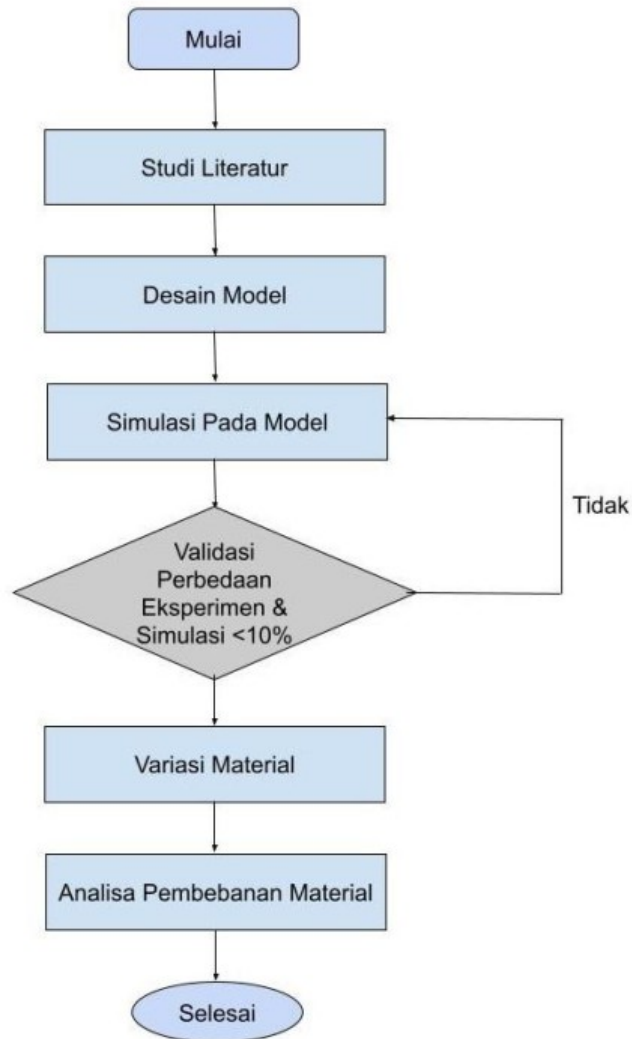 Mulai
Studi Literatur
Desain Model
Simulasi Pada Model
Tidak
Validasi
Perbedaan
Eksperimen &
Simulasi <10%
Variasi Material
Analisa Pembebanan Material
Selesai